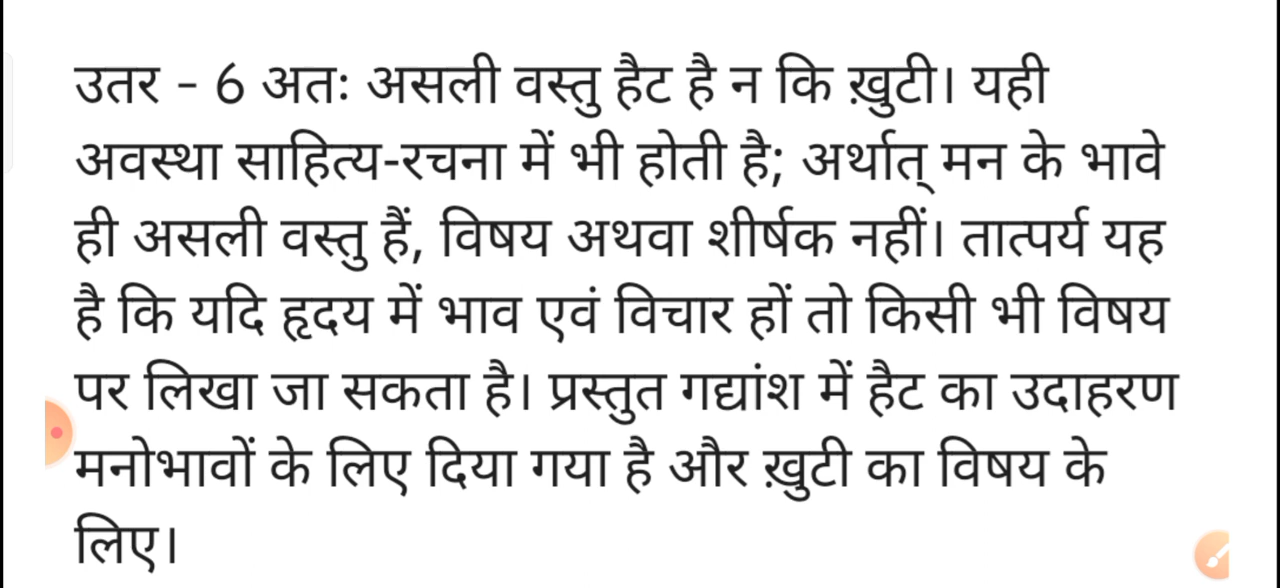 उतर - 6 अतः असली वस्तु हैट है न कि ख़ुटी। यही
अवस्था साहित्य-रचना में भी होती है; अर्थात् मन के भावे
ही असली वस्तु हैं, विषय अथवा शीर्षक नहीं। तात्पर्य यह
है कि यदि हृदय में भाव एवं विचार हों तो किसी भी विषय
पर लिखा जा सकता है। प्रस्तुत गद्यांश में हैट का उदाहरण
मनोभावों के लिए दिया गया है और ख़ुटी का विषय के
लिए।